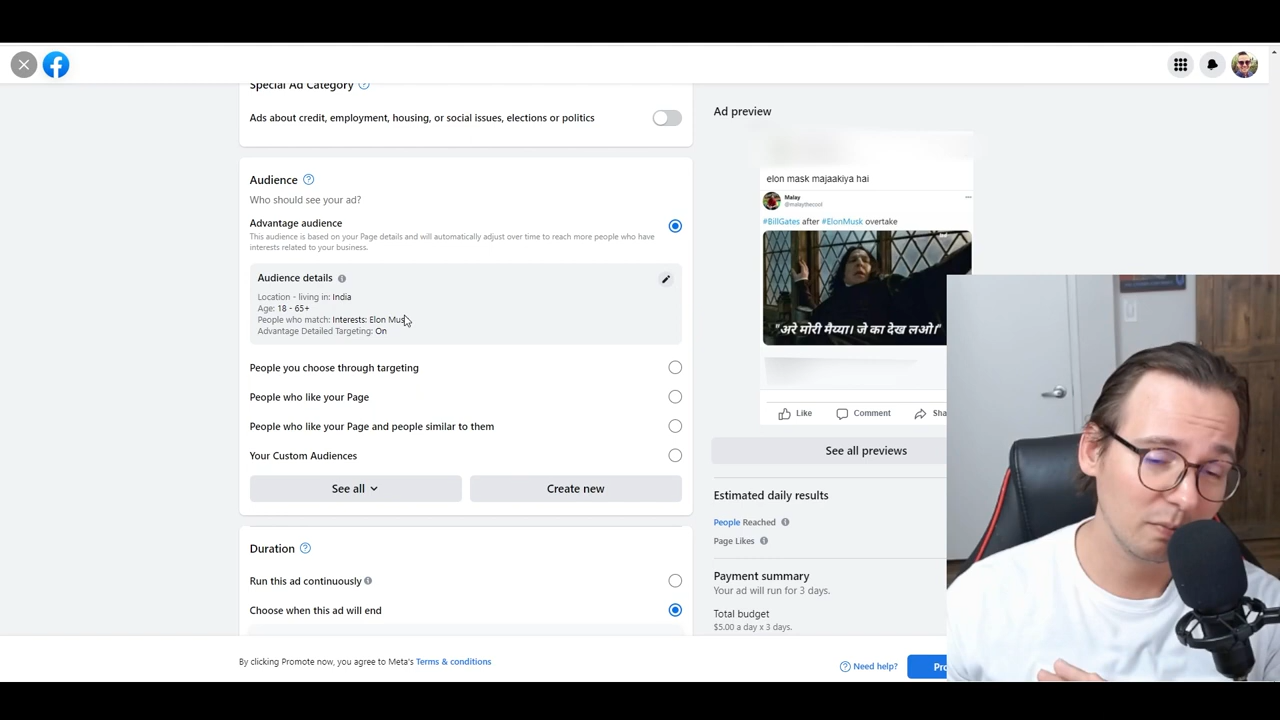 Special Ad Category
Ads about credit, employment, housing, or social issues, elections or politics
Audience
Who should see your ad?
Advantage audience
This audience is based on your Page details and will automatically adjust over time to reach more people who have
interests related to your business.
Audience details
Location - living in: India
Age: 18 - 65+
People who match: Interests: Elon Mus
Advantage Detailed Targeting: On
People you choose through targeting
People who like your Page
People who like your Page and people similar to them
Your Custom Audiences
See all
Create new
Duration
Run this ad continuously
Choose when this ad will end
By clicking Promote now, you agree to Meta's Terms & conditions
Need help?
Pro
Ad preview
elon mask majaakiya hai
Malay
@malaythecool
#BillGates after #ElonMusk overtake
"अरे मोरी मैय्या। जे का देख लओ।"
Like
Comment
Sha
See all previews
Estimated daily results
People Reached
Page Likes
Payment summary
Your ad will run for 3 days.
Total budget
$5.00 a day x 3 days.